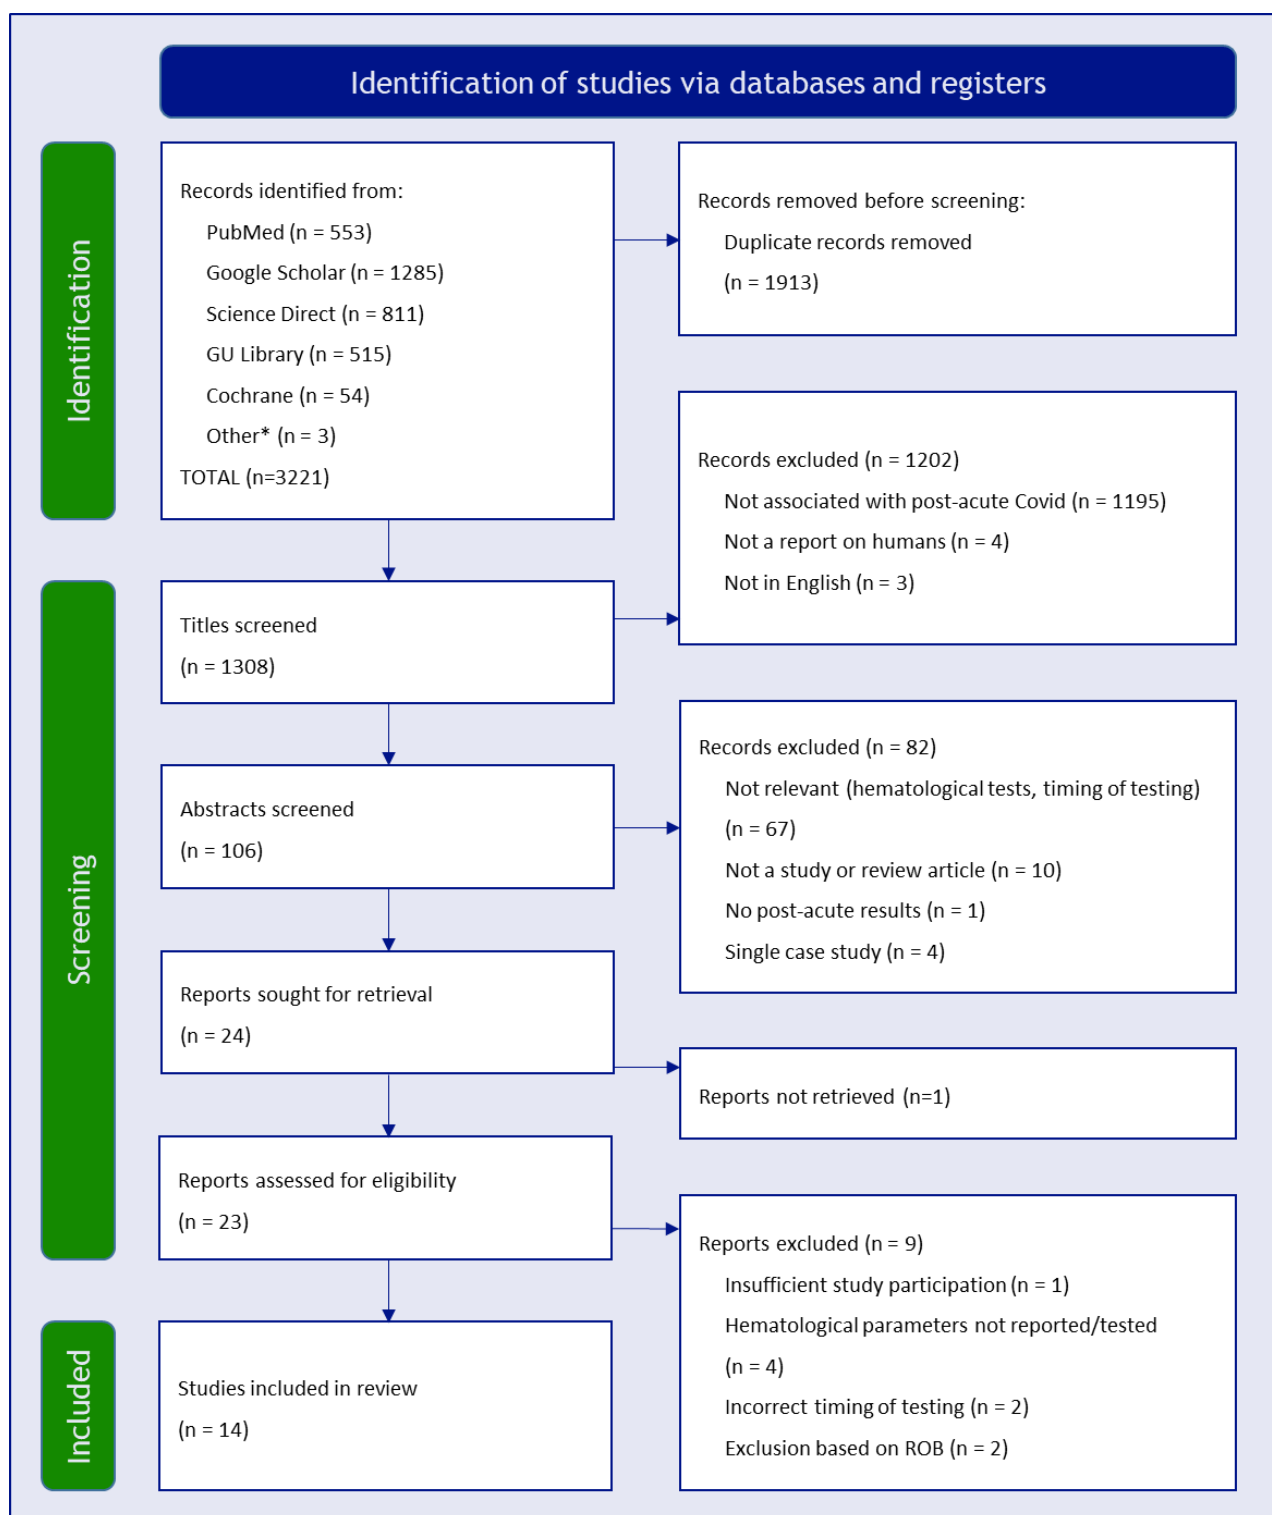 Identification of studies via databases and registers
Identification
Records identified from:
PubMed (n = 553)
Google Scholar (n = 1285)
Science Direct (n = 811)
GU Library (n = 515)
Cochrane (n = 54)
Other* (n = 3)
TOTAL (n=3221)
Records removed before screening:
Duplicate records removed
(n = 1913)
Records excluded (n = 1202)
Not associated with post-acute Covid (n = 1195)
Not a report on humans (n = 4)
Not in English (n = 3)
Screening
Titles screened
(n = 1308)
Abstracts screened
(n = 106)
Records excluded (n = 82)
Not relevant (hematological tests, timing of testing)
(n = 67)
Not a study or review article (n = 10)
No post-acute results (n = 1)
Single case study (n = 4)
Reports sought for retrieval
(n = 24)
Reports not retrieved (n=1)
Reports assessed for eligibility
(n = 23)
Reports excluded (n = 9)
Insufficient study participation (n = 1)
Hematological parameters not reported/tested
(n = 4)
Incorrect timing of testing (n = 2)
Exclusion based on ROB (n = 2)
Included
Studies included in review
(n = 14)